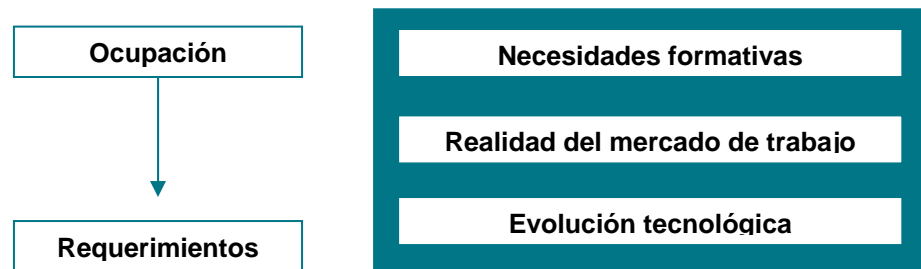 Ocupación
Requerimientos
Necesidades formativas
Realidad del mercado de trabajo
Evolución tecnológica